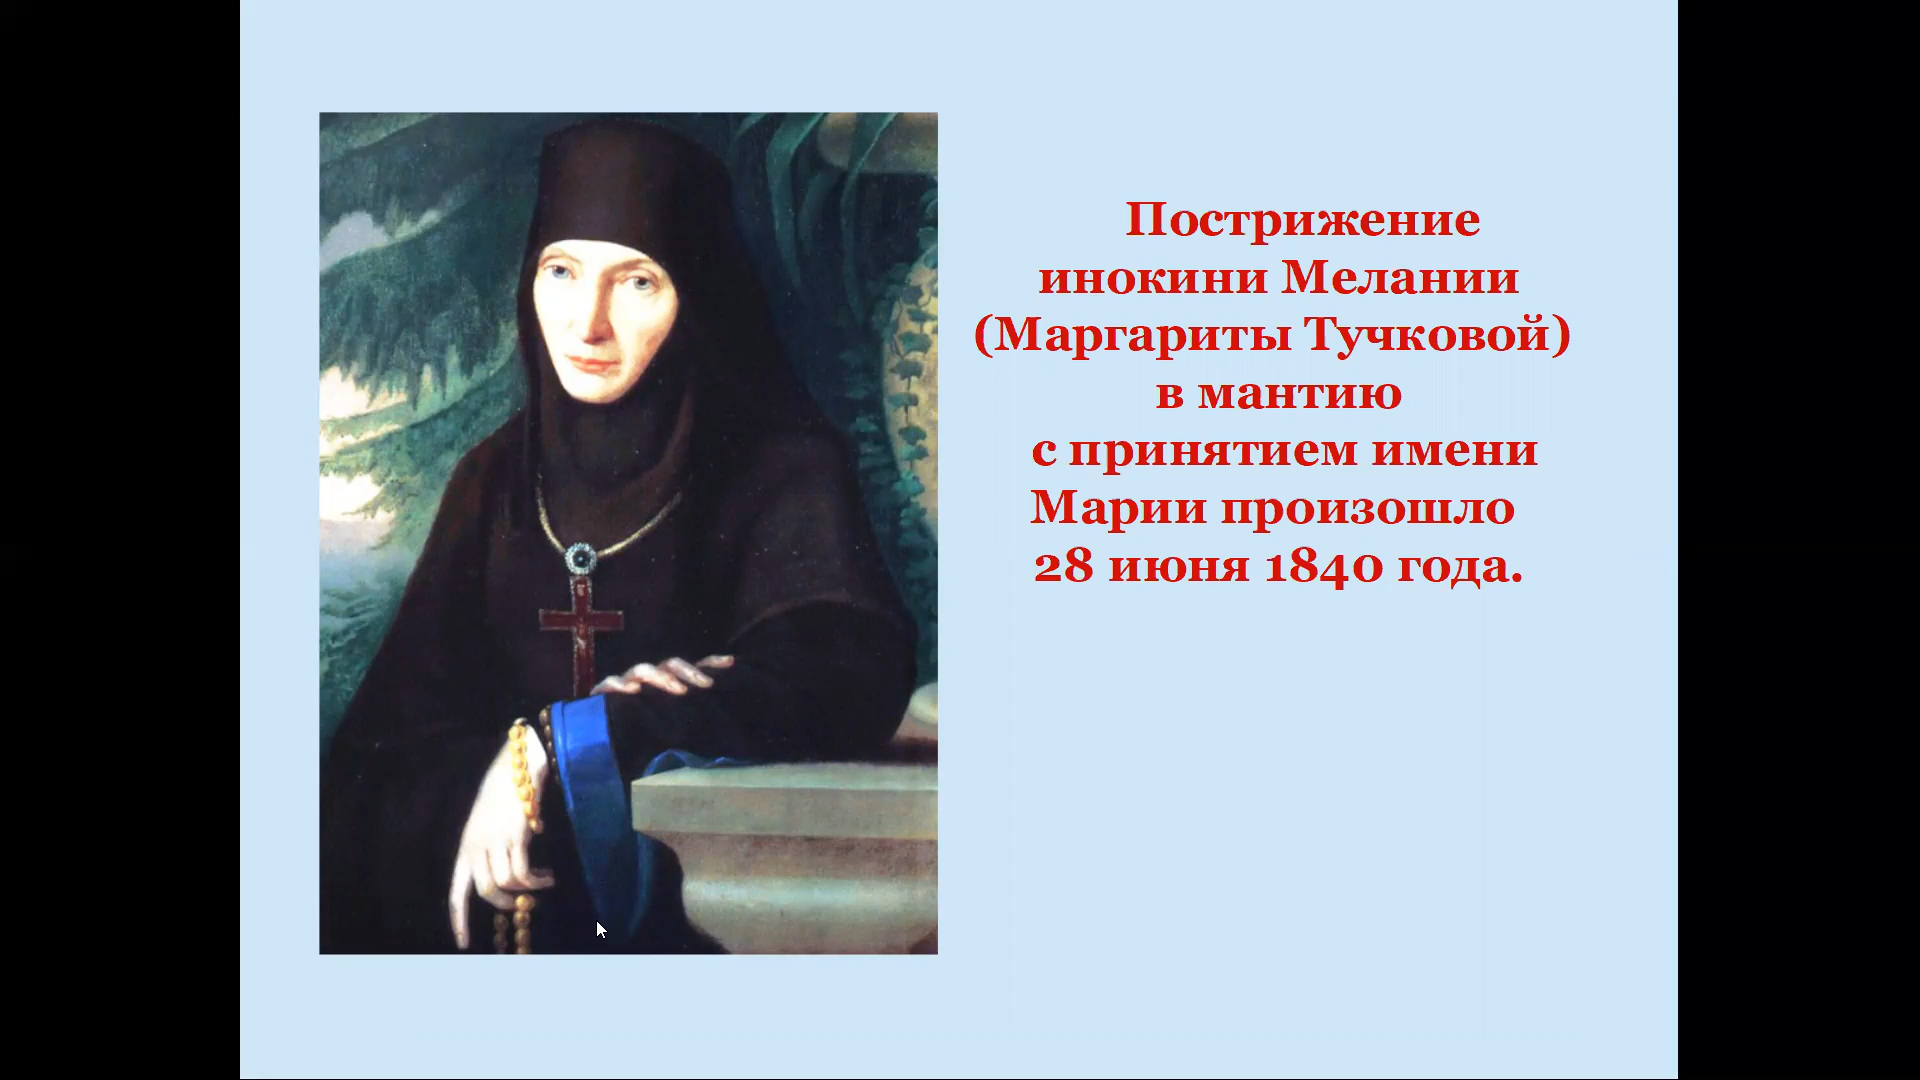 Пострижение
инокини Мелании
(Маргариты Тучковой)
в мантию
с принятием имени
Марии произошло
28 июня 1840 года.